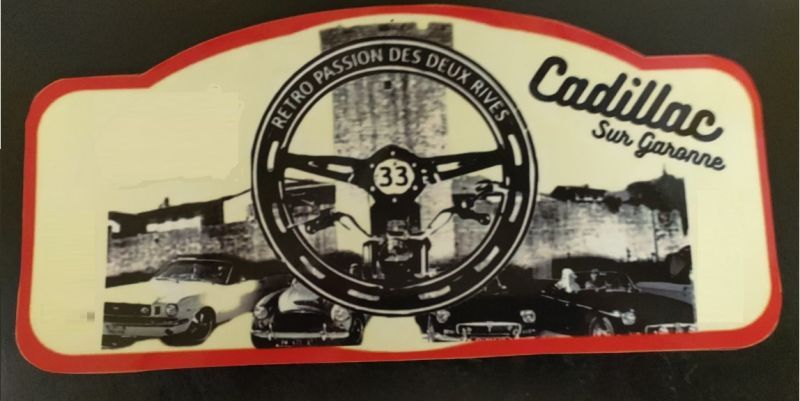 RETRO PASSION DES DEUX RIVES
33
Cadillac
Sur Garonne